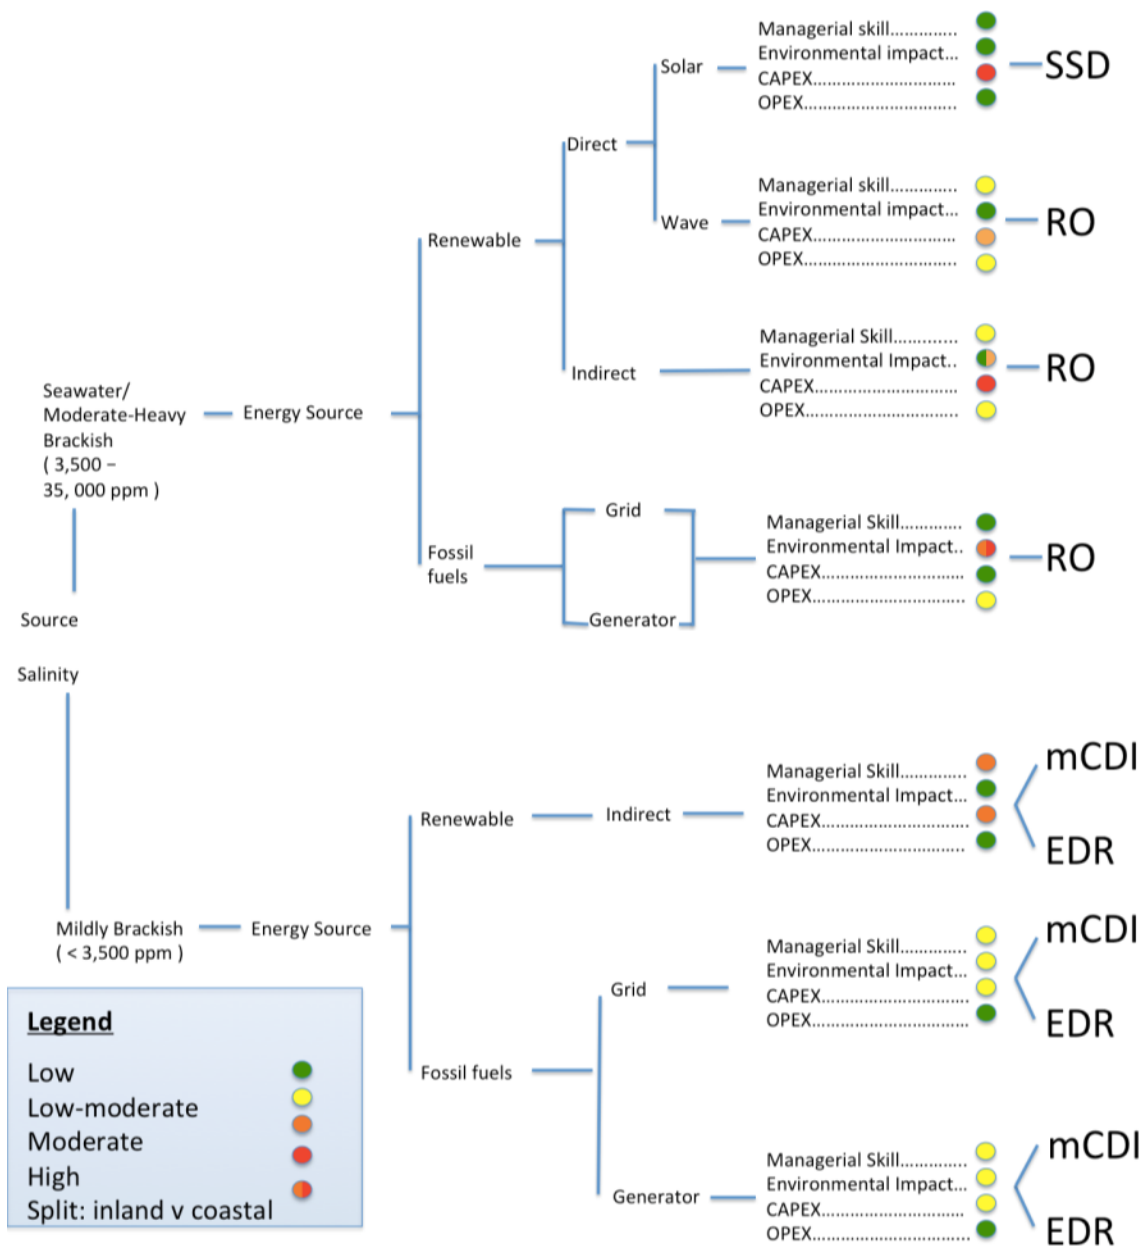 Managerial skill..............
Environmental impact...
CAPEX..............................
OPEX................................
Solar
SSD
Direct
Managerial skill..............
Environmental impact...
CAPEX..............................
OPEX................................
Wave
RO
Renewable
Managerial Skill.............
Environmental Impact..
CAPEX..............................
OPEX................................
Indirect
RO
Seawater/
Moderate-Heavy
Brackish
( 3,500 –
35, 000 ppm )
Energy Source
Grid
Fossil
fuels
Generator
Managerial Skill.............
Environmental Impact..
CAPEX..............................
OPEX................................
RO
Source
Salinity
Renewable
Indirect
Managerial Skill..............
Environmental Impact...
CAPEX...............................
OPEX................................
mCDI
EDR
Mildly Brackish
( < 3,500 ppm )
Energy Source
Grid
Managerial Skill..............
Environmental Impact...
CAPEX...............................
OPEX.................................
mCDI
EDR
Fossil fuels
Generator
Managerial Skill..............
Environmental Impact...
CAPEX...............................
OPEX.................................
mCDI
EDR
Legend
Low
Low-moderate
Moderate
High
Split: inland v coastal